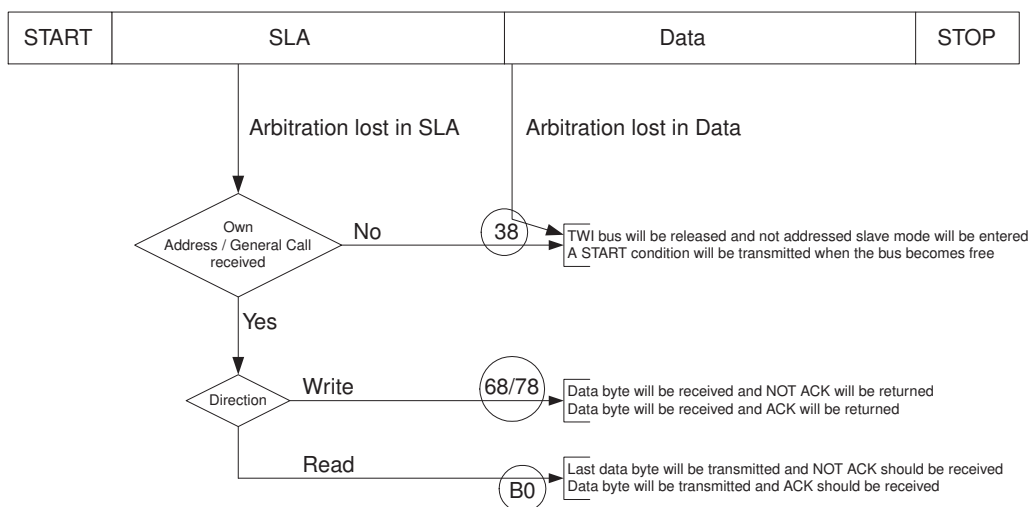 START SLA Data STOP
Arbitration lost in SLA Arbitration lost in Data
Own
Address / General Call
received
No
38
TWI bus will be released and not addressed slave mode will be entered
A START condition will be transmitted when the bus becomes free
Yes
Direction
Write
68/78
Data byte will be received and NOT ACK will be returned
Data byte will be received and ACK will be returned
Read
B0
Last data byte will be transmitted and NOT ACK should be received
Data byte will be transmitted and ACK should be received